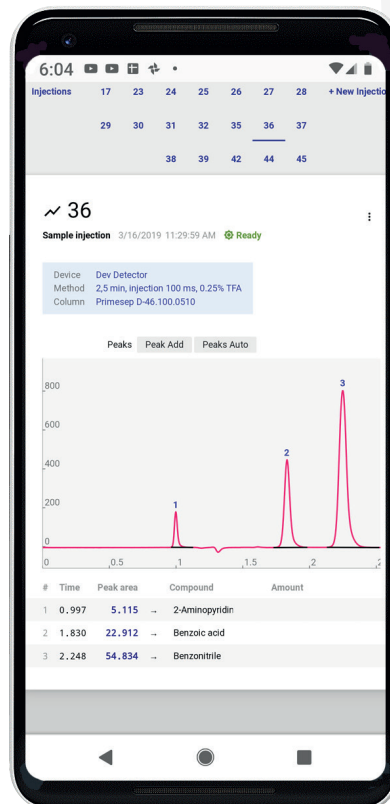 6:04
Injections 17 23 24 25 26 27 28 + New Injectio
29 30 31 32 35 36 37
38 39 42 44 45
36
Sample injection 3/16/2019 11:29:59 AM Ready
Device Dev Detector
Method 2,5 min, injection 100 ms, 0.25% TFA
Column Primesep D-46.100.0510
Peaks Peak Add Peaks Auto
800
600
400
200
0
1
2
3
0 0.5 1 1.5 2
# Time Peak area Compound Amount
1 0.997 5.115 → 2-Aminopyridin
2 1.830 22.912 → Benzoic acid
3 2.248 54.834 → Benzonitrile